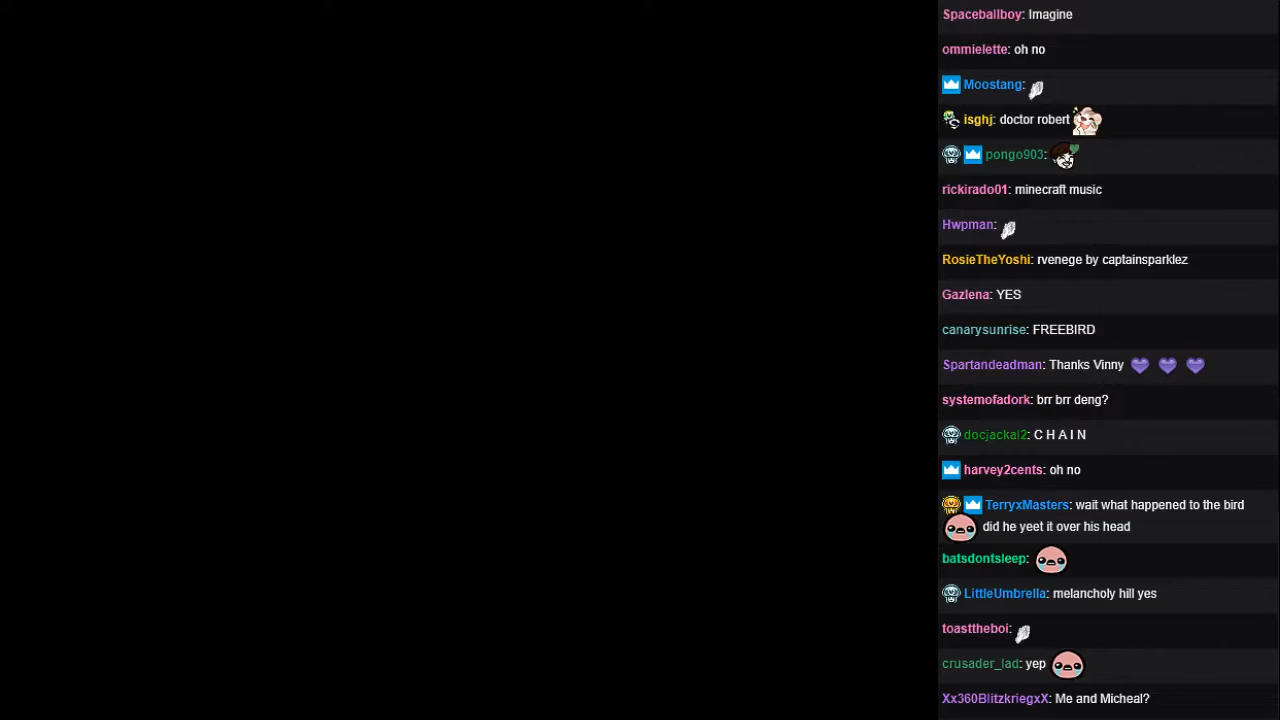 Spaceballboy: Imagine
ommielette: oh no
Moostang:
isghj: doctor robert
pongo903:
rickirado01: minecraft music
Hwpman:
RosieTheYoshi: rvenege by captainsparklez
Gazlena: YES
canarysunrise: FREEBIRD
Spartandeadman: Thanks Vinny
systemofadork: brr brr deng?
docjackal2: C H A I N
harvey2cents: oh no
TerryxMasters: wait what happened to the bird
did he yeet it over his head
batsdontsleep:
LittleUmbrella: melancholy hill yes
toasttheboi:
crusader_lad: yep
Xx360BlitzkriegxX: Me and Micheal?